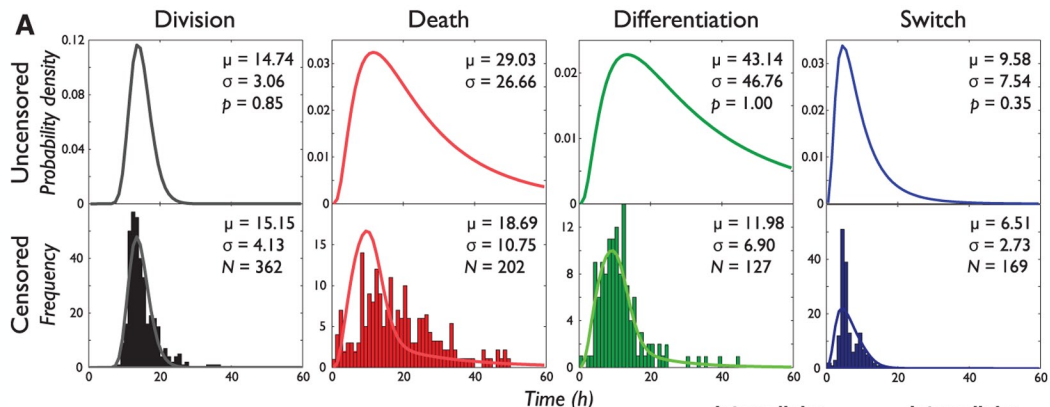 A
Division
Death
Differentiation
Switch
Uncensored
Probability density
0.12
0.08
0.04
0
μ = 14.74
σ = 3.06
p = 0.85
0.03
0.02
0.01
0
μ = 29.03
σ = 26.66
0.02
0.01
0
μ = 43.14
σ = 46.76
p = 1.00
0.03
0.02
0.01
0
μ = 9.58
σ = 7.54
p = 0.35
Censored
Frequency
40
20
0
μ = 15.15
σ = 4.13
N = 362
15
10
5
0
μ = 18.69
σ = 10.75
N = 202
12
8
4
0
μ = 11.98
σ = 6.90
N = 127
40
20
0
μ = 6.51
σ = 2.73
N = 169
0 20 40 60
0 20 40 60
0 20 40 60
0 20 40 60
Time (h)